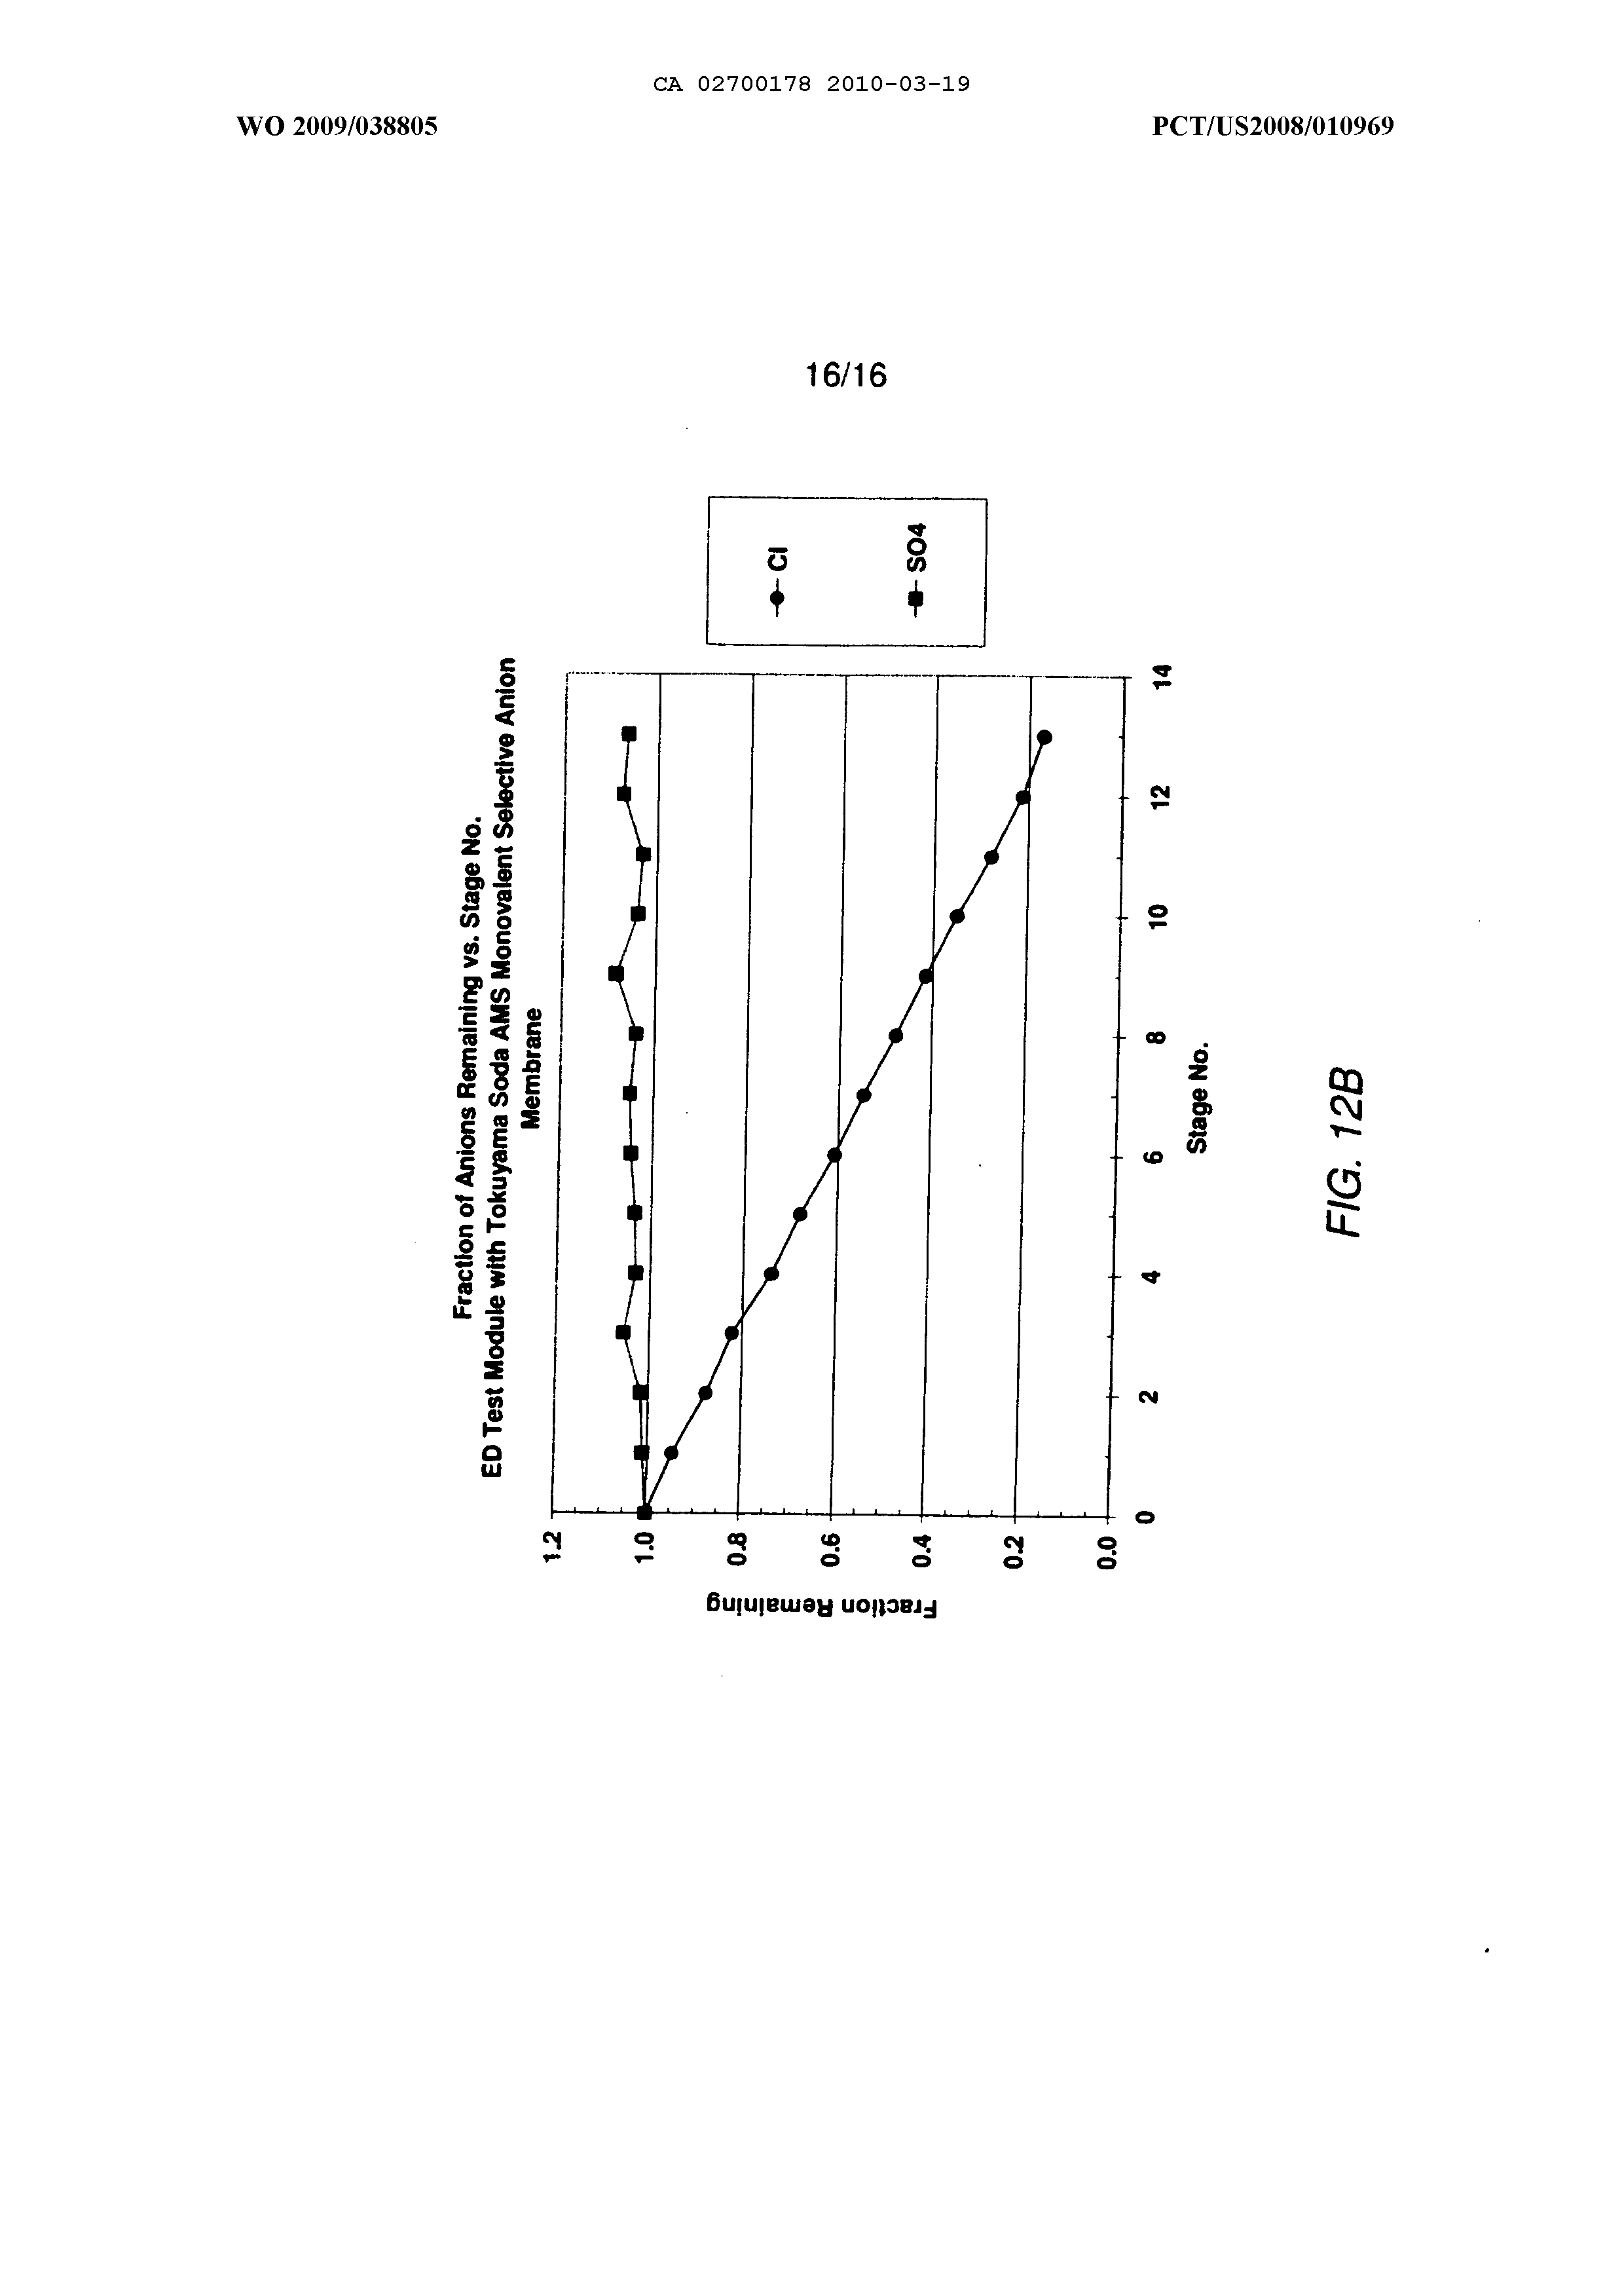 CA 02700178 2010-03-19
WO 2009/038805
PCT/US2008/010969
16/16
Fraction of Anions Remaining vs. Stage No.
ED Test Module with Tokuyama Soda AMS Monovalent Selective Anion
Membrane
Fraction Remaining
1.2
1.0
0.8
0.6
0.4
0.2
0.0
0
2
4
6
8
10
12
14
Stage No.
Cl
SO4
FIG. 12B